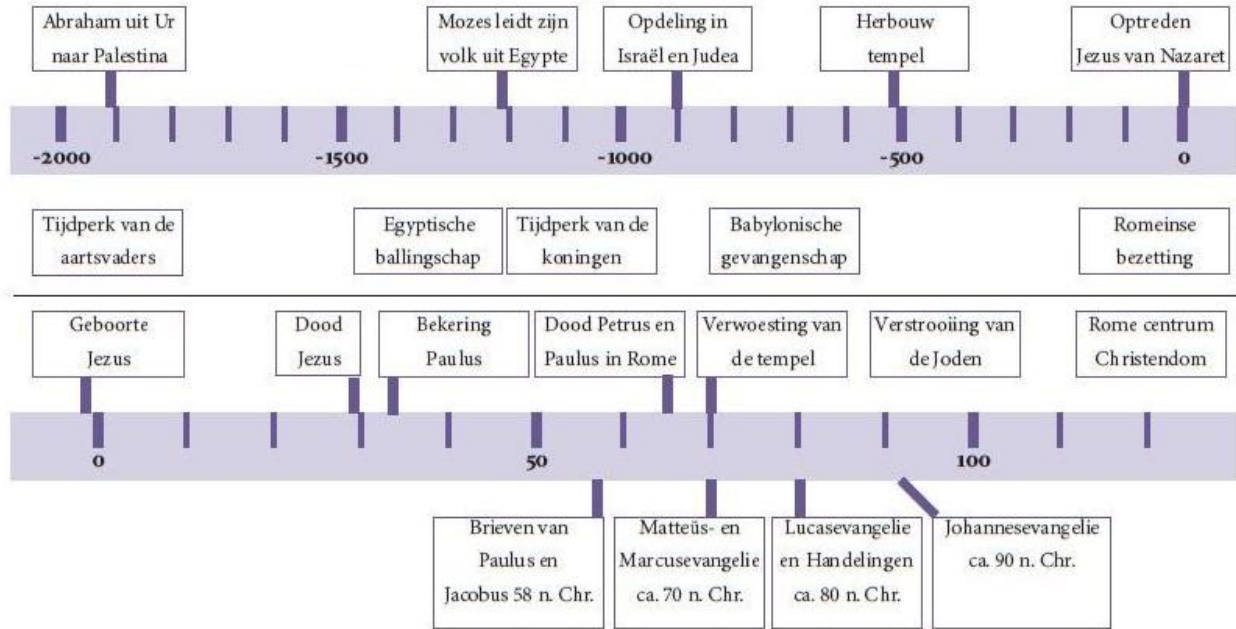 Abraham uit Ur
naar Palestina
Mozes leidt zijn
volk uit Egypte
Opdeling in
Israël en Judea
Herbouw
tempel
Optreden
Jezus van Nazaret
-2000
-1500
-1000
-500
0
Tijdperk van de
aartsvaders
Egyptische
ballingschap
Tijdperk van de
koningen
Babylonische
gevangenschap
Romeinse
bezetting
Geboorte
Jezus
Dood
Jezus
Bekering
Paulus
Dood Petrus en
Paulus in Rome
Verwoesting van
de tempel
Verstrooiing van
de Joden
Rome centrum
Christendom
0
50
100
Brieven van
Paulus en
Jacobus 58 n. Chr.
Matteüs- en
Marcusevangelie
ca. 70 n. Chr.
Lucasevangelie
en Handelingen
ca. 80 n. Chr.
Johannesevangelie
ca. 90 n. Chr.